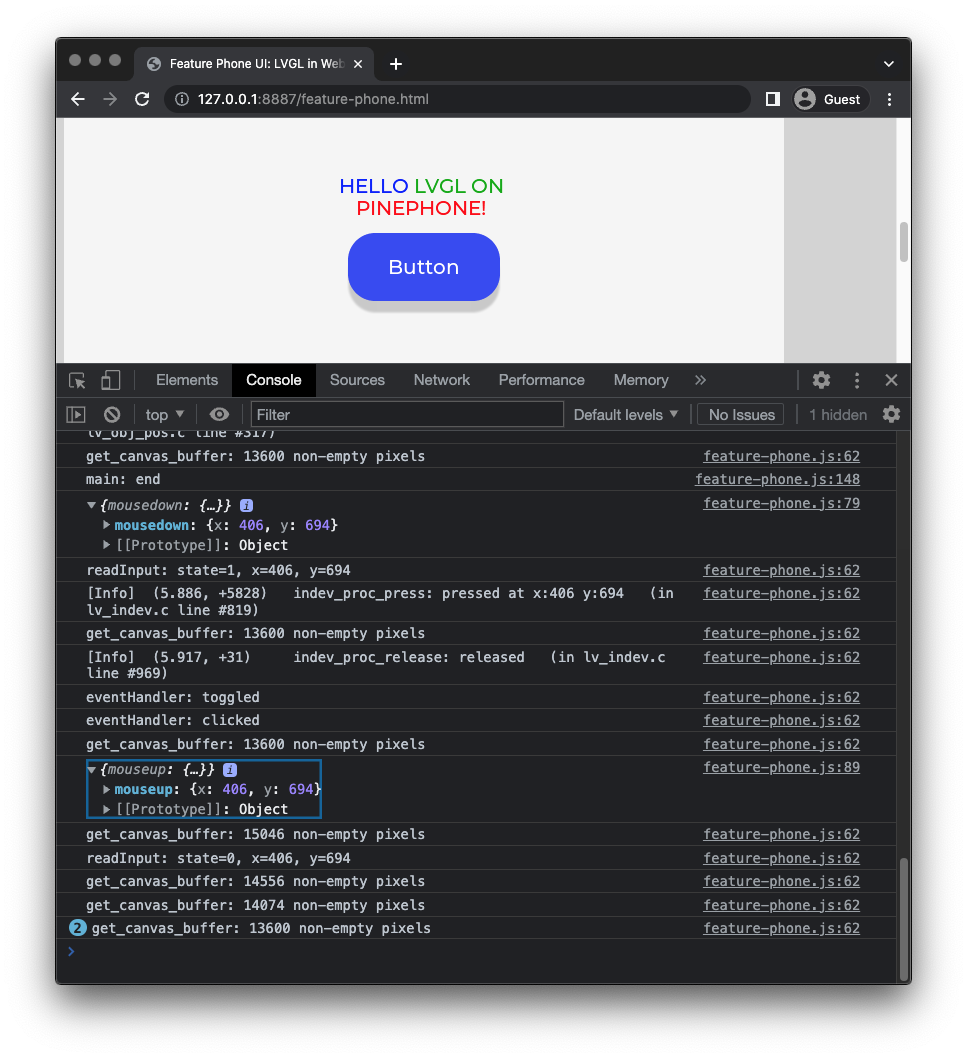 Feature Phone UI: LVGL in Web
127.0.0.1:8887/feature-phone.html
Guest
HELLO LVGL ON
PINEPHONE!
Button
Elements Console Sources Network Performance Memory »
top Filter Default levels No Issues 1 hidden
lv_obj_pos.c line #317)
get_canvas_buffer: 13600 non-empty pixels feature-phone.js:62
main: end feature-phone.js:148
{mousedown: {…}} i feature-phone.js:79
mousedown: {x: 406, y: 694}
[[Prototype]]: Object
readInput: state=1, x=406, y=694 feature-phone.js:62
[Info] (5.886, +5828) indev_proc_press: pressed at x:406 y:694 (in feature-phone.js:62
lv_indev.c line #819)
get_canvas_buffer: 13600 non-empty pixels feature-phone.js:62
[Info] (5.917, +31) indev_proc_release: released (in lv_indev.c feature-phone.js:62
line #969)
eventHandler: toggled feature-phone.js:62
eventHandler: clicked feature-phone.js:62
get_canvas_buffer: 13600 non-empty pixels feature-phone.js:62
{mouseup: {…}} i feature-phone.js:89
mouseup: {x: 406, y: 694}
[[Prototype]]: Object
get_canvas_buffer: 15046 non-empty pixels feature-phone.js:62
readInput: state=0, x=406, y=694 feature-phone.js:62
get_canvas_buffer: 14556 non-empty pixels feature-phone.js:62
get_canvas_buffer: 14074 non-empty pixels feature-phone.js:62
2 get_canvas_buffer: 13600 non-empty pixels feature-phone.js:62